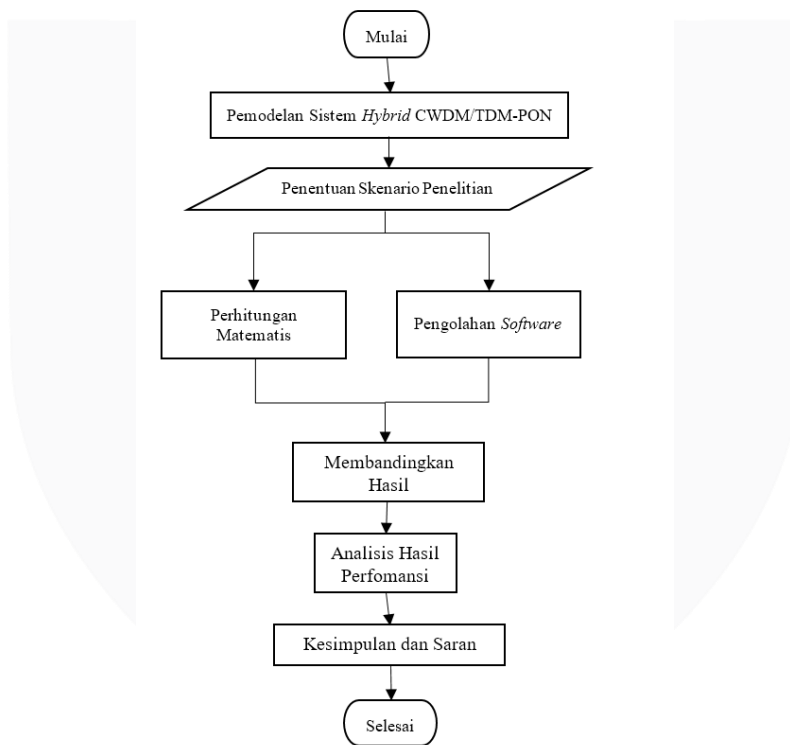 Mulai
Pemodelan Sistem Hybrid CWDM/TDM-PON
Penentuan Skenario Penelitian
Perhitungan
Matematis
Pengolahan Software
Membandingkan
Hasil
Analisis Hasil
Perfomansi
Kesimpulan dan Saran
Selesai